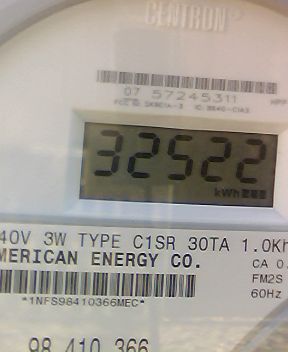 CENTRON®
07 57245311
32522
kWh
40V 3W TYPE C1SR 30TA 1.0Kh
MERICAN ENERGY CO.
CA 0.
FM2S
60Hz
*1NFS98410366MEC*
98 410 366